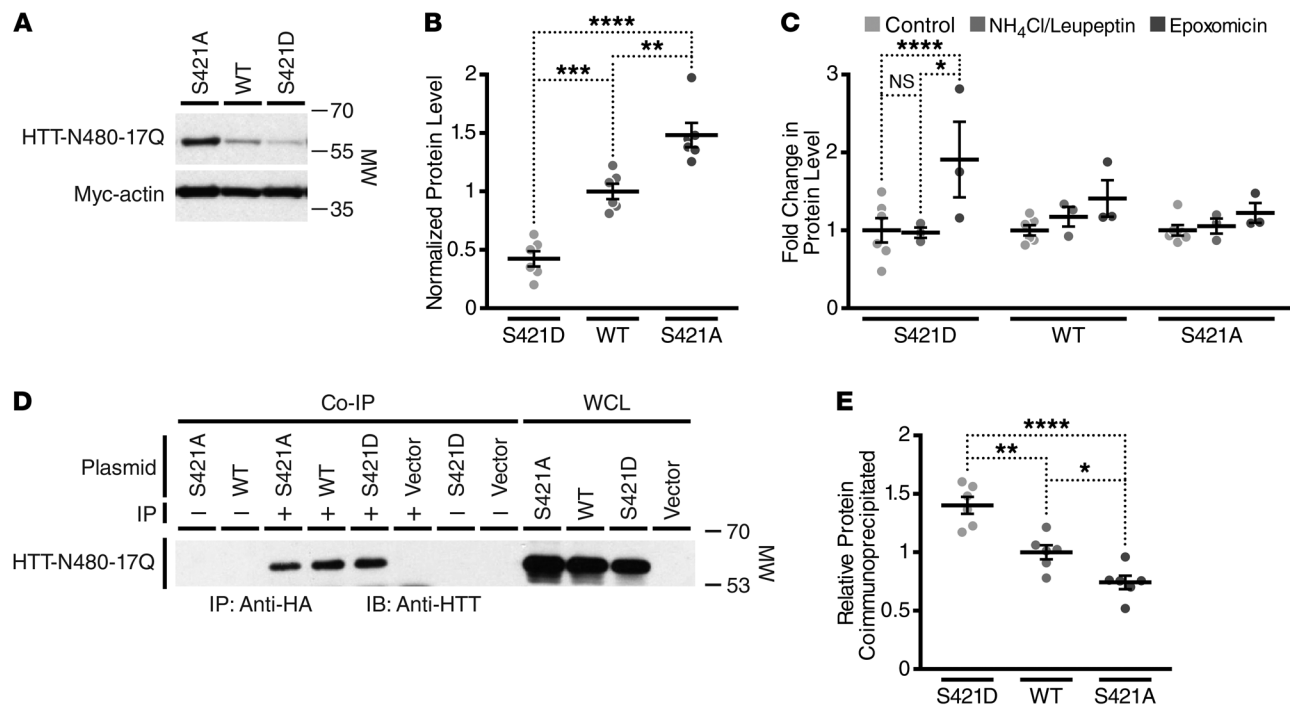 A
S421A
WT
S421D
HTT-N480-17Q
Myc-actin
70
55
35
MW
B
Normalized Protein Level
2
1.5
1
0.5
0
****
***
**
S421D WT S421A
C
Control NH4Cl/Leupeptin Epoxomicin
Fold Change in
Protein Level
3
2
1
0
****
*
NS
S421D WT S421A
D
Co-IP WCL
Plasmid
S421A
WT
S421A
WT
S421D
Vector
S421D
Vector
S421A
WT
S421D
Vector
IP – – + + + + – –
HTT-N480-17Q
70
53
MW
IP: Anti-HA IB: Anti-HTT
E
Relative Protein
Coimmunoprecipitated
2
1.5
1
0.5
0
****
**
*
S421D WT S421A